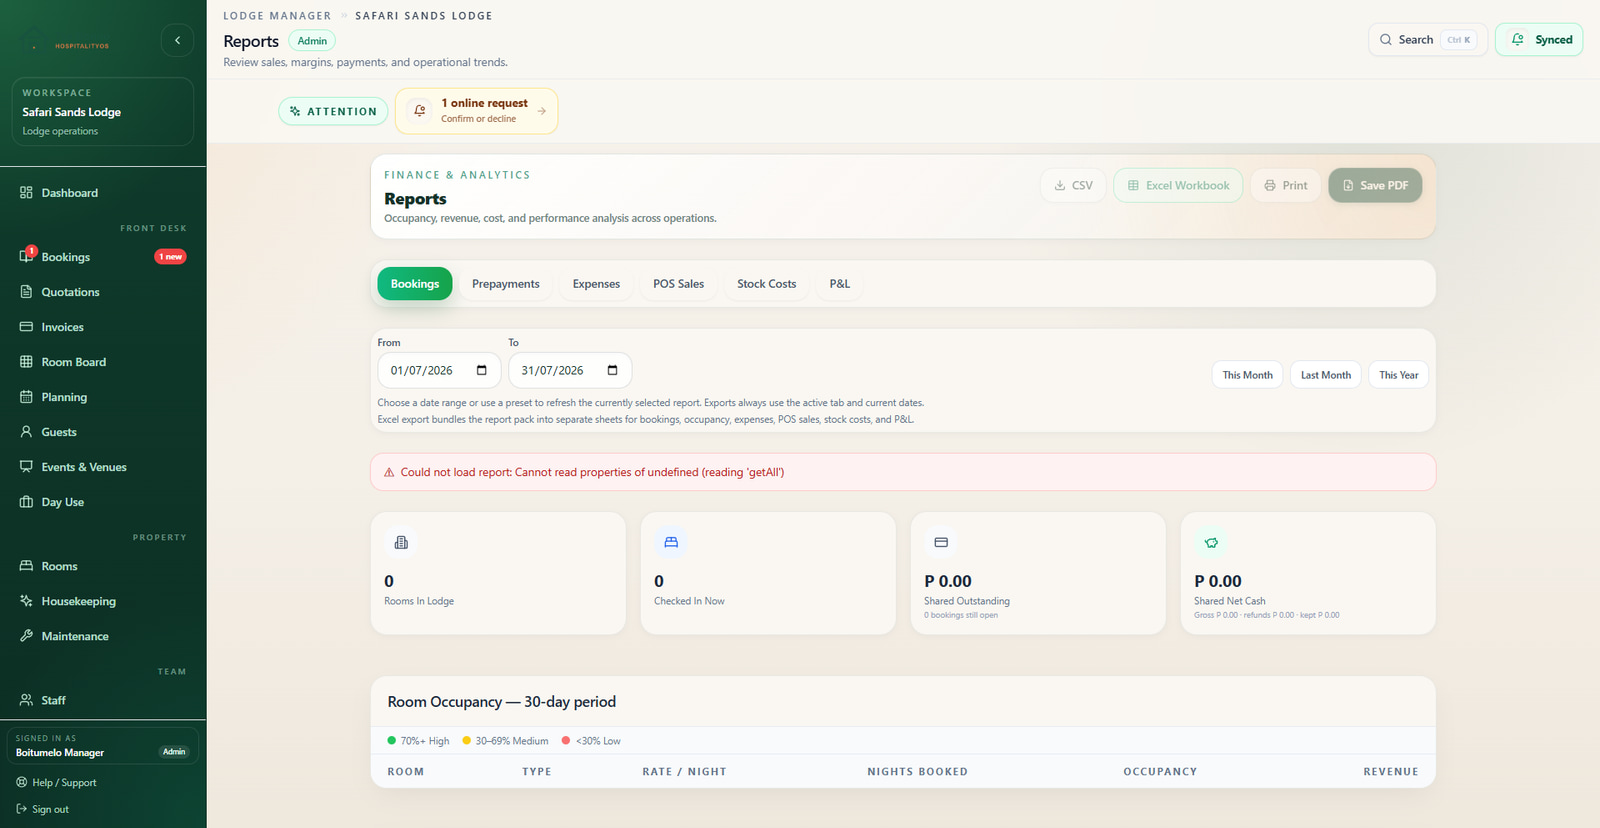 HOSPITALITYOS
WORKSPACE
Safari Sands Lodge
Lodge operations
Dashboard
FRONT DESK
1
Bookings
1 new
Quotations
Invoices
Room Board
Planning
Guests
Events & Venues
Day Use
PROPERTY
Rooms
Housekeeping
Maintenance
TEAM
Staff
SIGNED IN AS
Boitumelo Manager
Admin
Help / Support
Sign out
LODGE MANAGER » SAFARI SANDS LODGE
Reports Admin
Review sales, margins, payments, and operational trends.
Search Ctrl K
Synced
ATTENTION
1 online request
Confirm or decline
FINANCE & ANALYTICS
Reports
Occupancy, revenue, cost, and performance analysis across operations.
CSV Excel Workbook Print Save PDF
Bookings Prepayments Expenses POS Sales Stock Costs P&L
From To
01/07/2026 31/07/2026
This Month Last Month This Year
Choose a date range or use a preset to refresh the currently selected report. Exports always use the active tab and current dates.
Excel export bundles the report pack into separate sheets for bookings, occupancy, expenses, POS sales, stock costs, and P&L.
Could not load report: Cannot read properties of undefined (reading 'getAll')
0
Rooms In Lodge
0
Checked In Now
P 0.00
Shared Outstanding
0 bookings still open
P 0.00
Shared Net Cash
Gross P 0.00 · refunds P 0.00 · kept P 0.00
Room Occupancy — 30-day period
70%+ High 30–69% Medium <30% Low
ROOM TYPE RATE / NIGHT NIGHTS BOOKED OCCUPANCY REVENUE